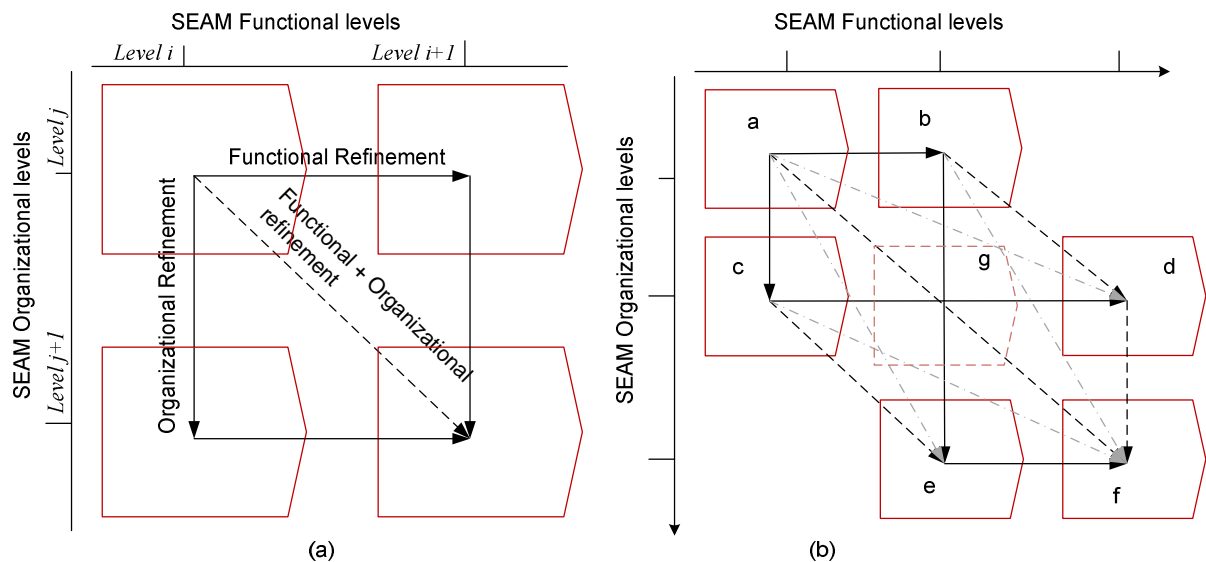 SEAM Functional levels
Level i
Level i+1
SEAM Organizational levels
Level j
Level j+1
Functional Refinement
Organizational Refinement
Functional + Organizational
refinement
(a)
SEAM Functional levels
SEAM Organizational levels
a
b
c
g
d
e
f
(b)